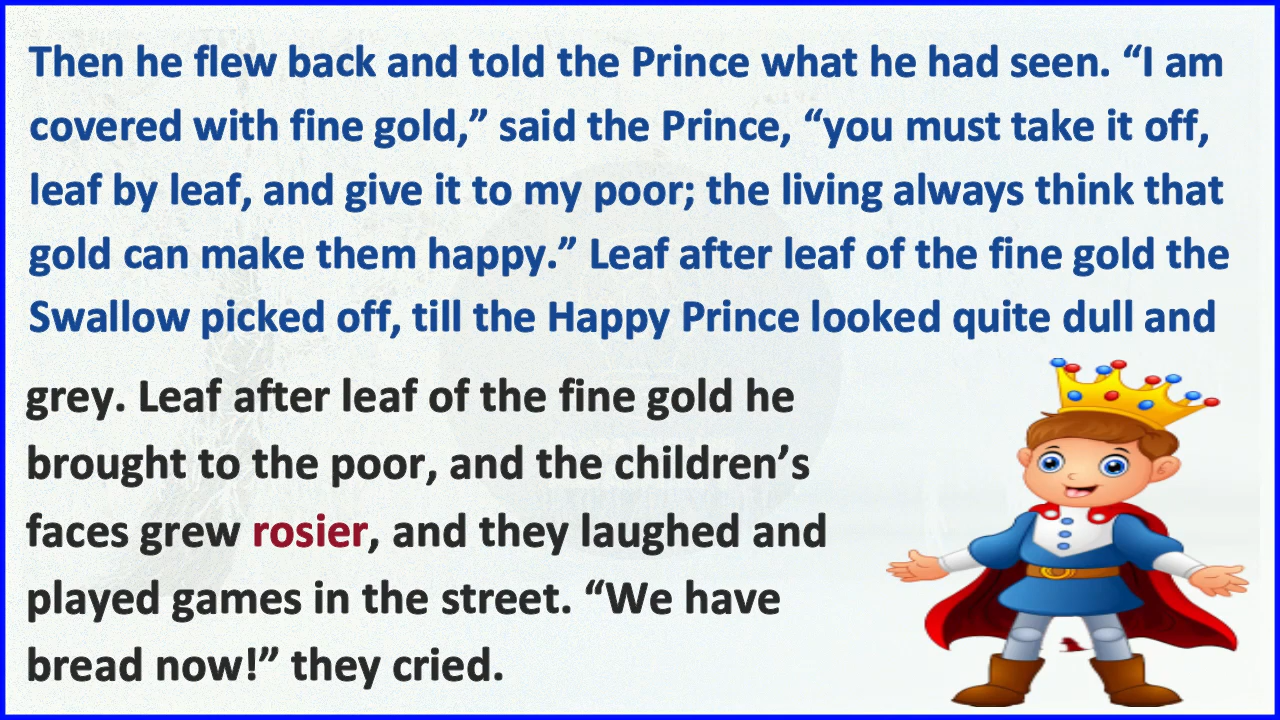 Then he flew back and told the Prince what he had seen. “I am
covered with fine gold,” said the Prince, “you must take it off,
leaf by leaf, and give it to my poor; the living always think that
gold can make them happy.” Leaf after leaf of the fine gold the
Swallow picked off, till the Happy Prince looked quite dull and
grey. Leaf after leaf of the fine gold he
brought to the poor, and the children’s
faces grew rosier, and they laughed and
played games in the street. “We have
bread now!” they cried.